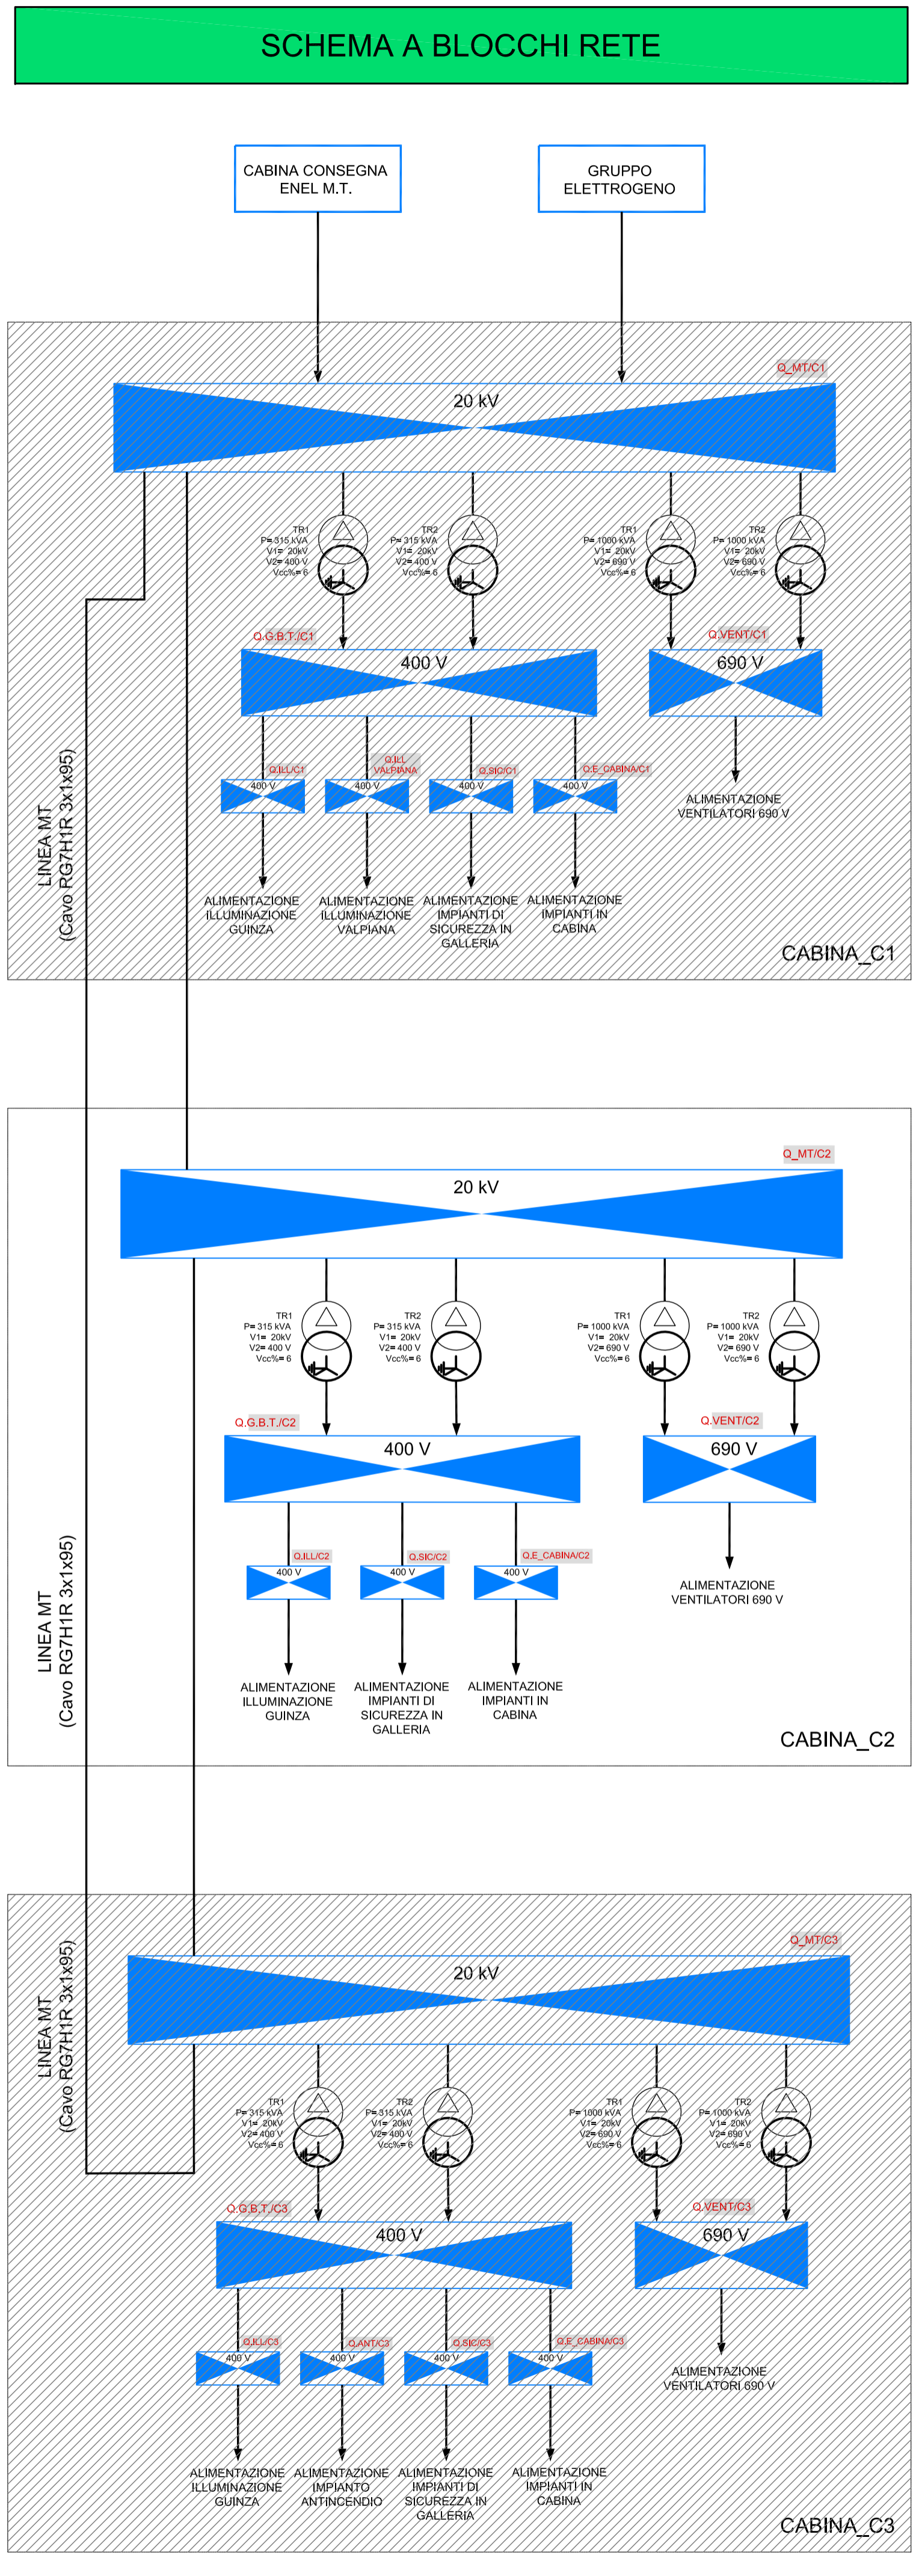 SCHEMA A BLOCCHI RETE
CABINA CONSEGNA
ENEL M.T.
GRUPPO
ELETTROGENO
Q_MT/C1
20 kV
TR1
P= 315 kVA
V1= 20kV
V2= 400 V
Vcc%= 6
TR2
P= 315 kVA
V1= 20kV
V2= 400 V
Vcc%= 6
TR1
P= 1000 kVA
V1= 20kV
V2= 690 V
Vcc%= 6
TR2
P= 1000 kVA
V1= 20kV
V2= 690 V
Vcc%= 6
Q.G.B.T./C1
400 V
Q.VENT/C1
690 V
Q.ILL/C1
400 V
Q.ILL
VALPIANA
400 V
Q.SIC/C1
400 V
Q.E_CABINA/C1
400 V
ALIMENTAZIONE
VENTILATORI 690 V
ALIMENTAZIONE
ILLUMINAZIONE
GUINZA
ALIMENTAZIONE
ILLUMINAZIONE
VALPIANA
ALIMENTAZIONE
IMPIANTI DI
SICUREZZA IN
GALLERIA
ALIMENTAZIONE
IMPIANTI IN
CABINA
LINEA MT
(Cavo RG7H1R 3x1x95)
CABINA_C1
Q_MT/C2
20 kV
TR1
P= 315 kVA
V1= 20kV
V2= 400 V
Vcc%= 6
TR2
P= 315 kVA
V1= 20kV
V2= 400 V
Vcc%= 6
TR1
P= 1000 kVA
V1= 20kV
V2= 690 V
Vcc%= 6
TR2
P= 1000 kVA
V1= 20kV
V2= 690 V
Vcc%= 6
Q.G.B.T./C2
400 V
Q.VENT/C2
690 V
Q.ILL/C2
400 V
Q.SIC/C2
400 V
Q.E_CABINA/C2
400 V
ALIMENTAZIONE
VENTILATORI 690 V
ALIMENTAZIONE
ILLUMINAZIONE
GUINZA
ALIMENTAZIONE
IMPIANTI DI
SICUREZZA IN
GALLERIA
ALIMENTAZIONE
IMPIANTI IN
CABINA
LINEA MT
(Cavo RG7H1R 3x1x95)
CABINA_C2
Q_MT/C3
20 kV
TR1
P= 315 kVA
V1= 20kV
V2= 400 V
Vcc%= 6
TR2
P= 315 kVA
V1= 20kV
V2= 400 V
Vcc%= 6
TR1
P= 1000 kVA
V1= 20kV
V2= 690 V
Vcc%= 6
TR2
P= 1000 kVA
V1= 20kV
V2= 690 V
Vcc%= 6
Q.G.B.T./C3
400 V
Q.VENT/C3
690 V
Q.ILL/C3
400 V
Q.ANT/C3
400 V
Q.SIC/C3
400 V
Q.E_CABINA/C3
400 V
ALIMENTAZIONE
VENTILATORI 690 V
ALIMENTAZIONE
ILLUMINAZIONE
GUINZA
ALIMENTAZIONE
IMPIANTO
ANTINCENDIO
ALIMENTAZIONE
IMPIANTI DI
SICUREZZA IN
GALLERIA
ALIMENTAZIONE
IMPIANTI IN
CABINA
LINEA MT
(Cavo RG7H1R 3x1x95)
CABINA_C3